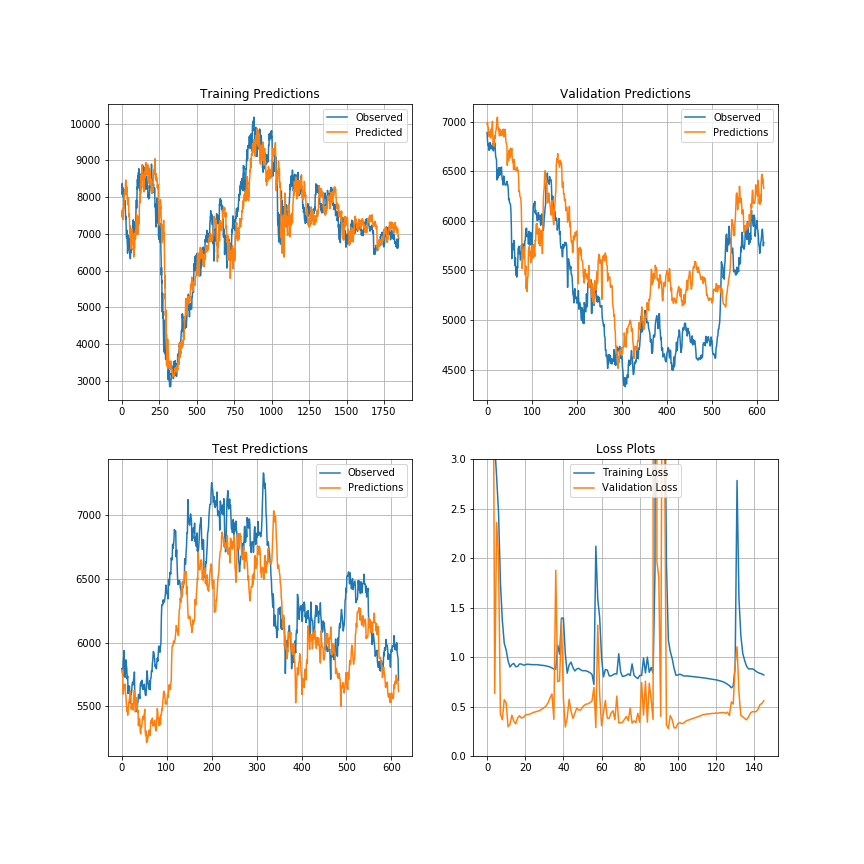 Training Predictions
Observed
Predicted
10000
9000
8000
7000
6000
5000
4000
3000
0 250 500 750 1000 1250 1500 1750
Validation Predictions
Observed
Predictions
7000
6500
6000
5500
5000
4500
0 100 200 300 400 500 600
Test Predictions
Observed
Predictions
7000
6500
6000
5500
0 100 200 300 400 500 600
Loss Plots
Training Loss
Validation Loss
3.0
2.5
2.0
1.5
1.0
0.5
0.0
0 20 40 60 80 100 120 140